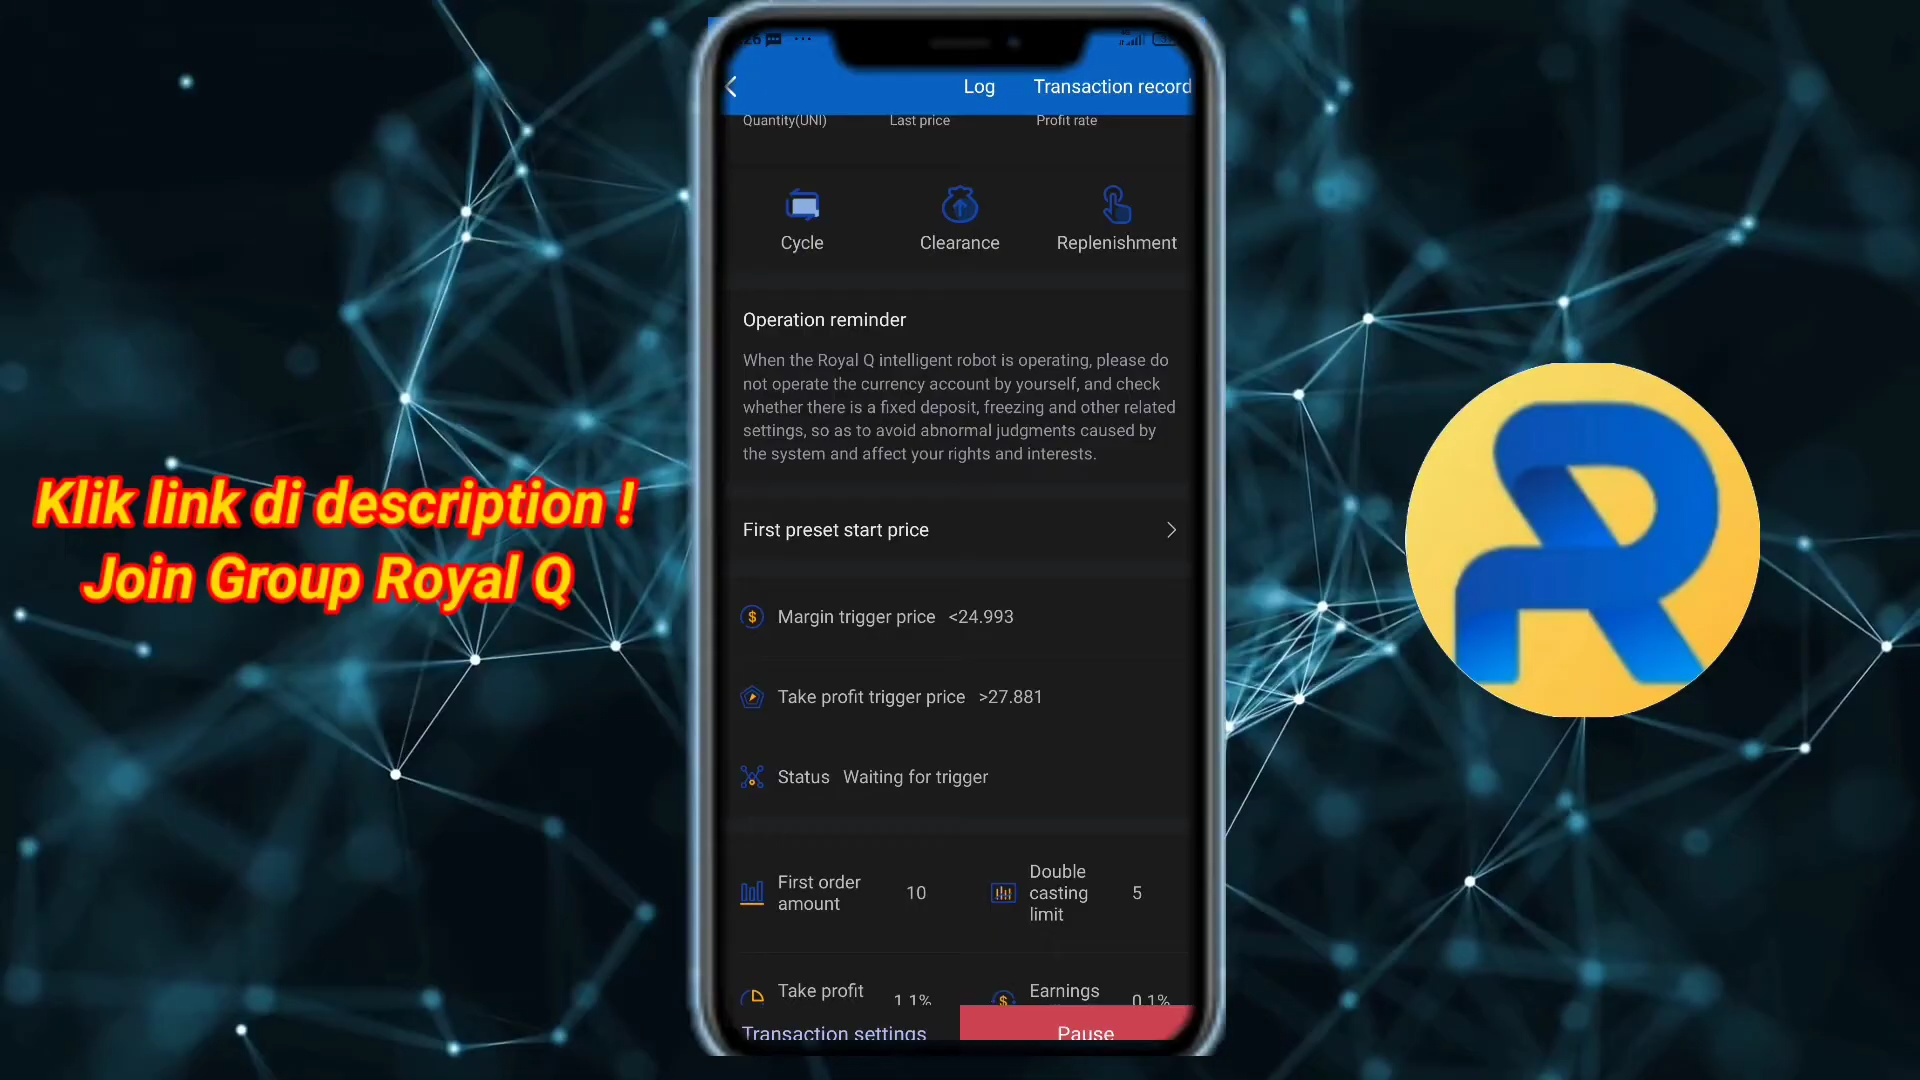 Log Transaction record
Quantity(UNI) Last price Profit rate
Cycle Clearance Replenishment
Operation reminder
When the Royal Q intelligent robot is operating, please do
not operate the currency account by yourself, and check
whether there is a fixed deposit, freezing and other related
settings, so as to avoid abnormal judgments caused by
the system and affect your rights and interests.
Klik link di description !
Join Group Royal Q
First preset start price
Margin trigger price <24.993
Take profit trigger price >27.881
Status Waiting for trigger
First order amount 10
Double casting limit 5
Take profit 1.1%
Earnings 0.1%
Transaction settings Pause